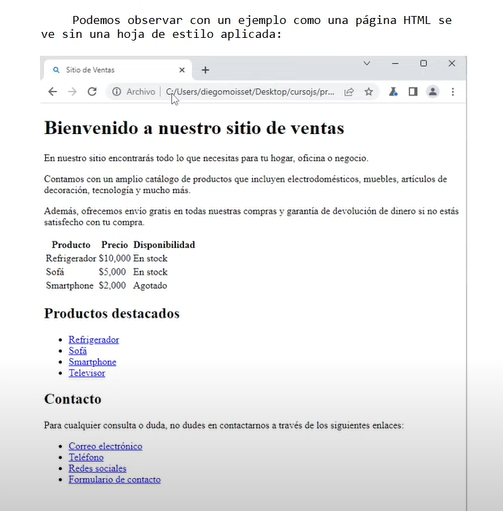 Podemos observar con un ejemplo como una página HTML se
ve sin una hoja de estilo aplicada:
Sitio de Ventas
Archivo | C:/Users/diegomoisset/Desktop/cursojs/pr...
Bienvenido a nuestro sitio de ventas
En nuestro sitio encontrarás todo lo que necesitas para tu hogar, oficina o negocio.
Contamos con un amplio catálogo de productos que incluyen electrodomésticos, muebles, artículos de
decoración, tecnología y mucho más.
Además, ofrecemos envío gratis en todas nuestras compras y garantía de devolución de dinero si no estás
satisfecho con tu compra.
Producto Precio Disponibilidad
Refrigerador $10,000 En stock
Sofá $5,000 En stock
Smartphone $2,000 Agotado
Productos destacados
Refrigerador
Sofá
Smartphone
Televisor
Contacto
Para cualquier consulta o duda, no dudes en contactarnos a través de los siguientes enlaces:
Correo electrónico
Teléfono
Redes sociales
Formulario de contacto